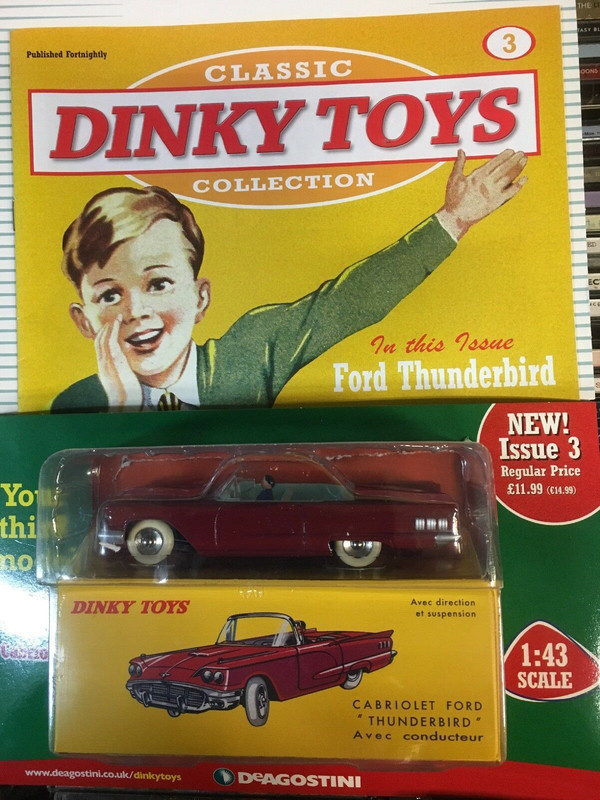 Published Fortnightly
3
CLASSIC
DINKY TOYS
COLLECTION
In this Issue
Ford Thunderbird
NEW!
Issue 3
Regular Price
£11.99 (€14.99)
DINKY TOYS
Avec direction
et suspension
CABRIOLET FORD
"THUNDERBIRD"
Avec conducteur
1:43
SCALE
www.deagostini.co.uk/dinkytoys
DEAGOSTINI